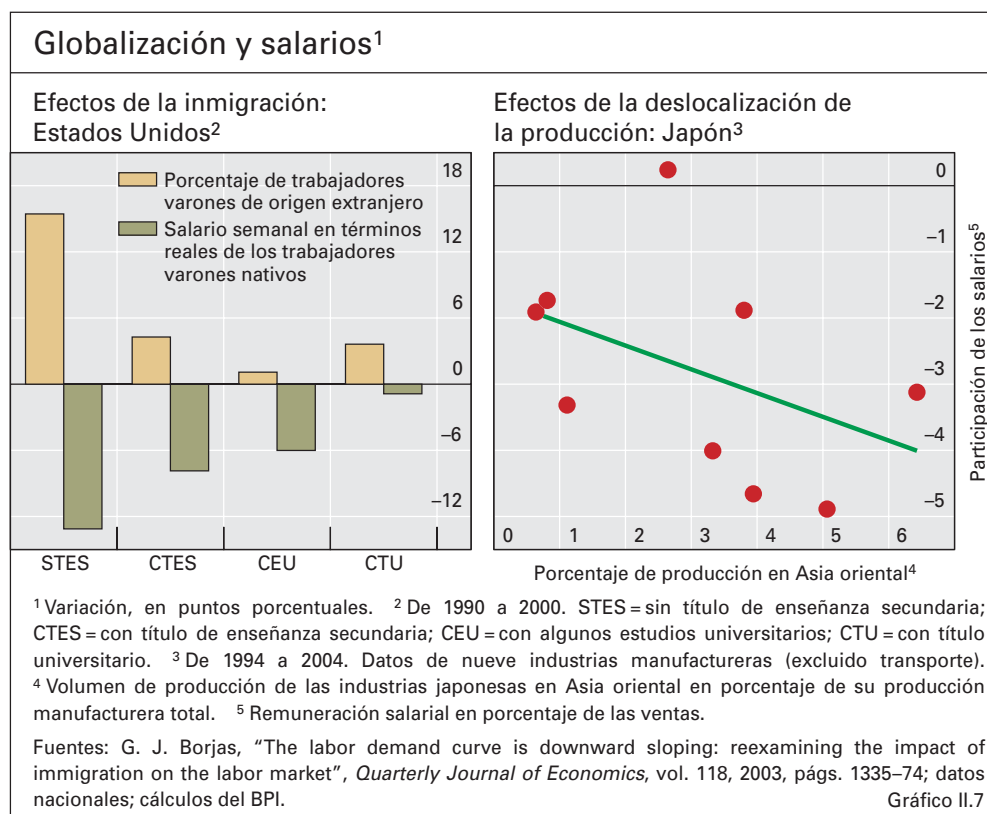 Globalización y salarios¹
Efectos de la inmigración:
Estados Unidos²
Porcentaje de trabajadores
varones de origen extranjero
Salario semanal en términos
reales de los trabajadores
varones nativos
18
12
6
0
–6
–12
STES CTES CEU CTU
Efectos de la deslocalización de
la producción: Japón³
0
–1
–2
–3
–4
–5
0 1 2 3 4 5 6
Participación de los salarios⁵
Porcentaje de producción en Asia oriental⁴
¹ Variación, en puntos porcentuales. ² De 1990 a 2000. STES = sin título de enseñanza secundaria;
CTES = con título de enseñanza secundaria; CEU = con algunos estudios universitarios; CTU = con título
universitario. ³ De 1994 a 2004. Datos de nueve industrias manufactureras (excluido transporte).
⁴ Volumen de producción de las industrias japonesas en Asia oriental en porcentaje de su producción
manufacturera total. ⁵ Remuneración salarial en porcentaje de las ventas.
Fuentes: G. J. Borjas, “The labor demand curve is downward sloping: reexamining the impact of
immigration on the labor market”, Quarterly Journal of Economics, vol. 118, 2003, págs. 1335–74; datos
nacionales; cálculos del BPI. Gráfico II.7